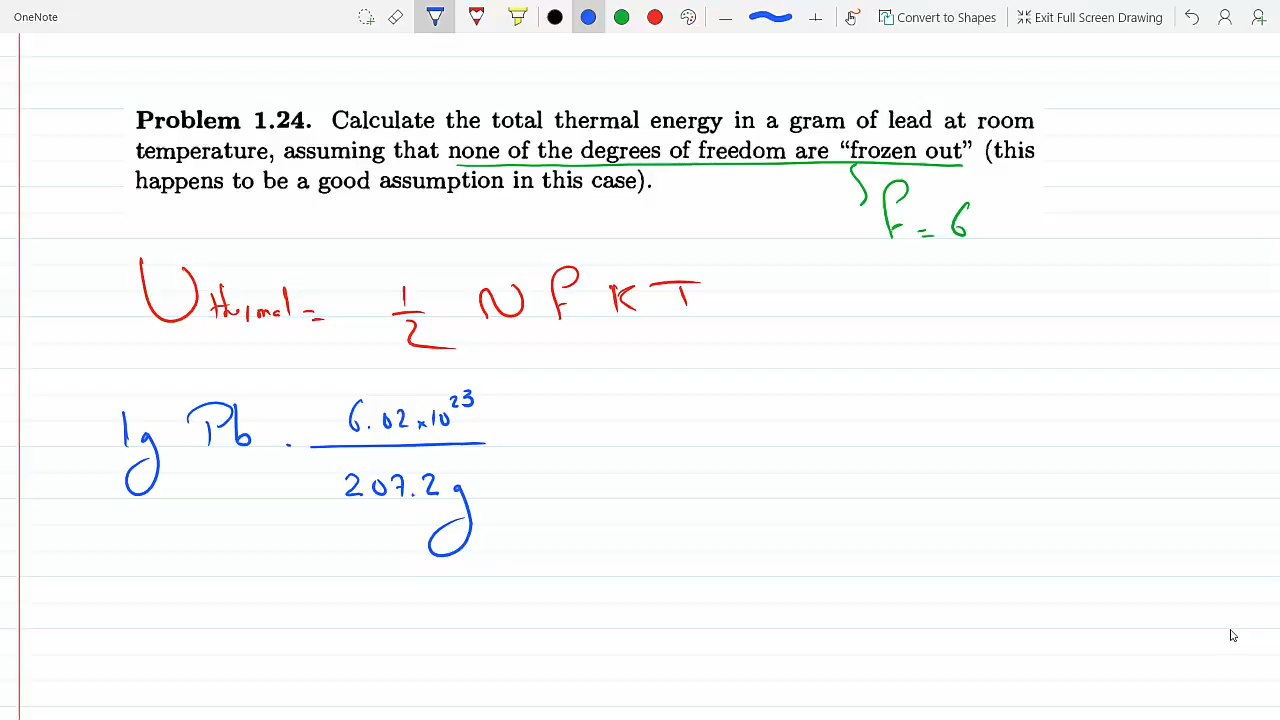 OneNote
Convert to Shapes
Exit Full Screen Drawing
Problem 1.24. Calculate the total thermal energy in a gram of lead at room
temperature, assuming that none of the degrees of freedom are “frozen out” (this
happens to be a good assumption in this case).
f = 6
U thermal = 1/2 N f K T
1g Pb . 6.02 x 10^23 / 207.2 g